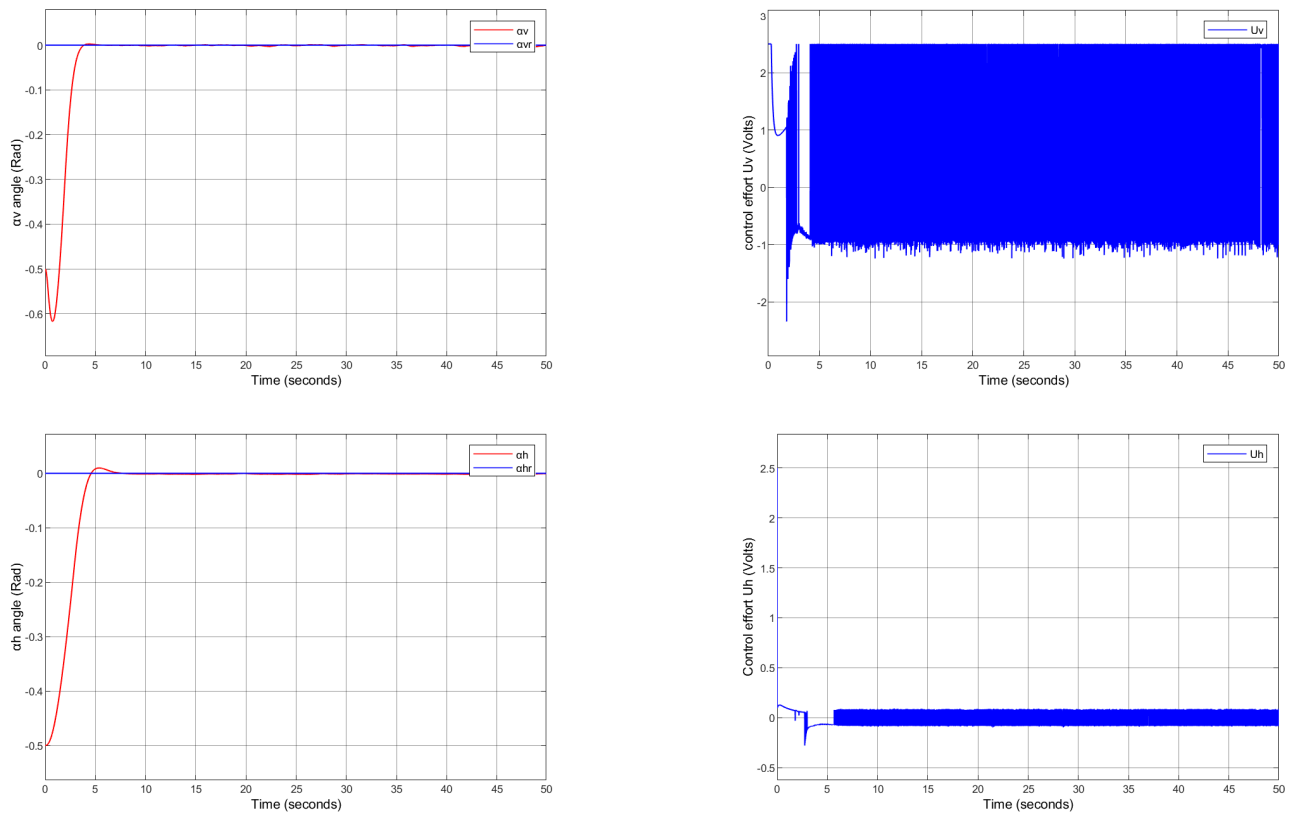 αv
αvr
0
-0.1
-0.2
-0.3
-0.4
-0.5
-0.6
αv angle (Rad)
0 5 10 15 20 25 30 35 40 45 50
Time (seconds)
Uv
3
2
1
0
-1
-2
control effort Uv (Volts)
0 5 10 15 20 25 30 35 40 45 50
Time (seconds)
αh
αhr
0
-0.1
-0.2
-0.3
-0.4
-0.5
αh angle (Rad)
0 5 10 15 20 25 30 35 40 45 50
Time (seconds)
Uh
2.5
2
1.5
1
0.5
0
-0.5
Control effort Uh (Volts)
0 5 10 15 20 25 30 35 40 45 50
Time (seconds)